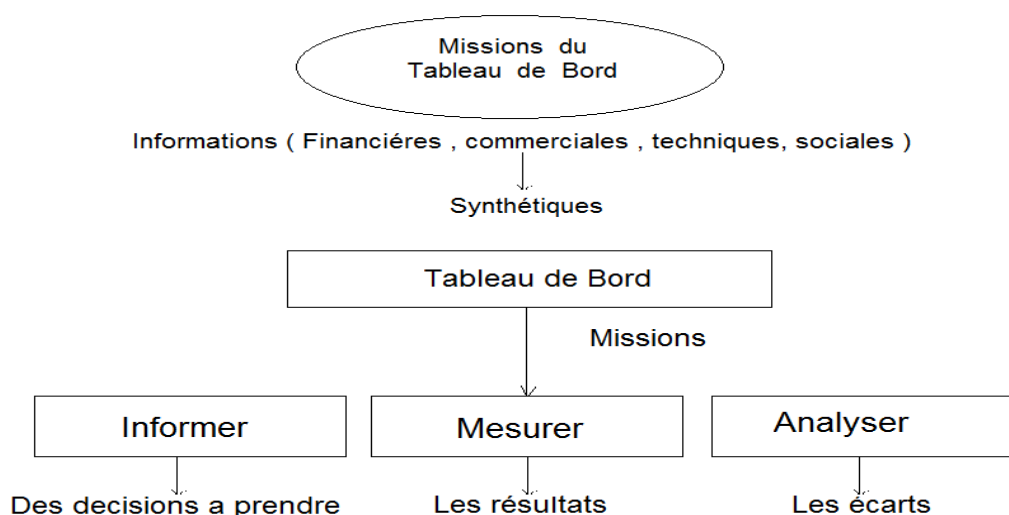 Missions du
Tableau de Bord
Informations ( Financiéres , commerciales , techniques, sociales )
Synthétiques
Tableau de Bord
Missions
Informer
Mesurer
Analyser
Des decisions a prendre
Les résultats
Les écarts